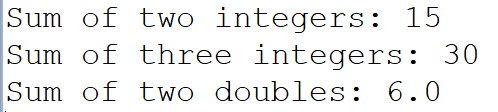 Sum of two integers: 15
Sum of three integers: 30
Sum of two doubles: 6.0